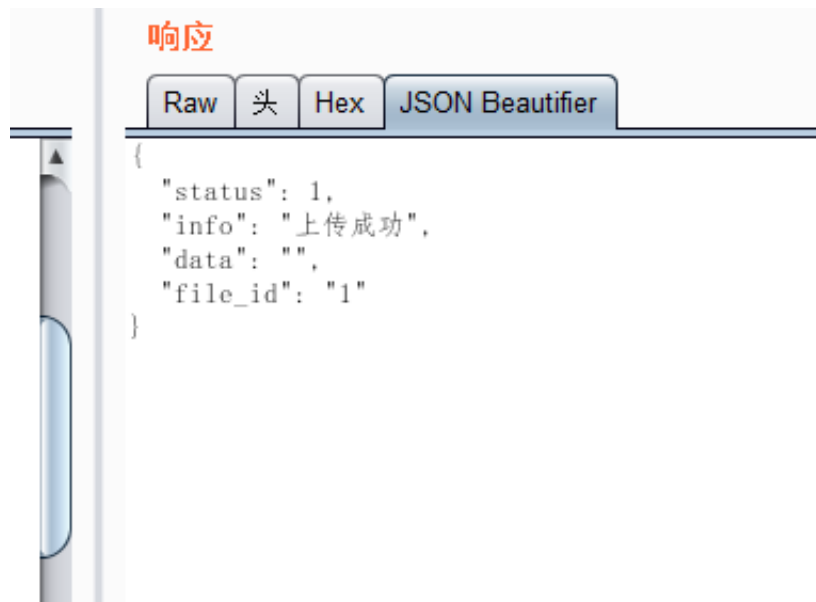 响应
Raw 头 Hex JSON Beautifier
{
"status": 1,
"info": "上传成功",
"data": "",
"file_id": "1"
}